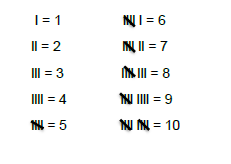 I = 1
II = 2
III = 3
IIII = 4
卌 = 5
卌 I = 6
卌 II = 7
卌 III = 8
卌 IIII = 9
卌 卌 = 10